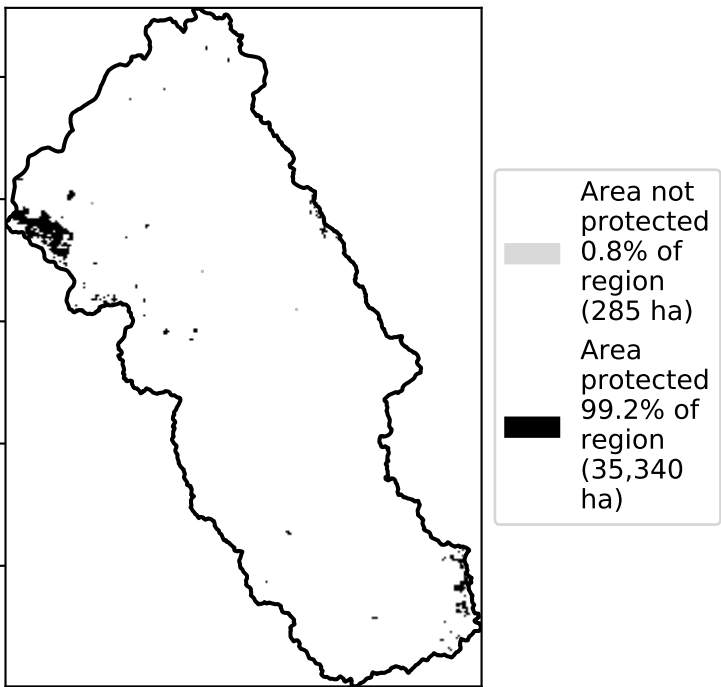 Area not
protected
0.8% of
region
(285 ha)
Area
protected
99.2% of
region
(35,340
ha)